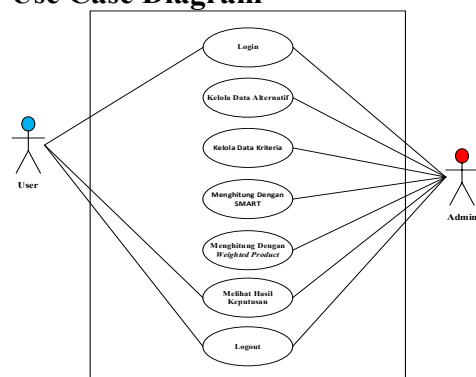 Use Case Diagram
Login
Kelola Data Alternatif
Kelola Data Kriteria
User
Menghitung Dengan
SMART
Admin
Menghitung Dengan
Weighted Product
Melihat Hasil
Keputusan
Logout